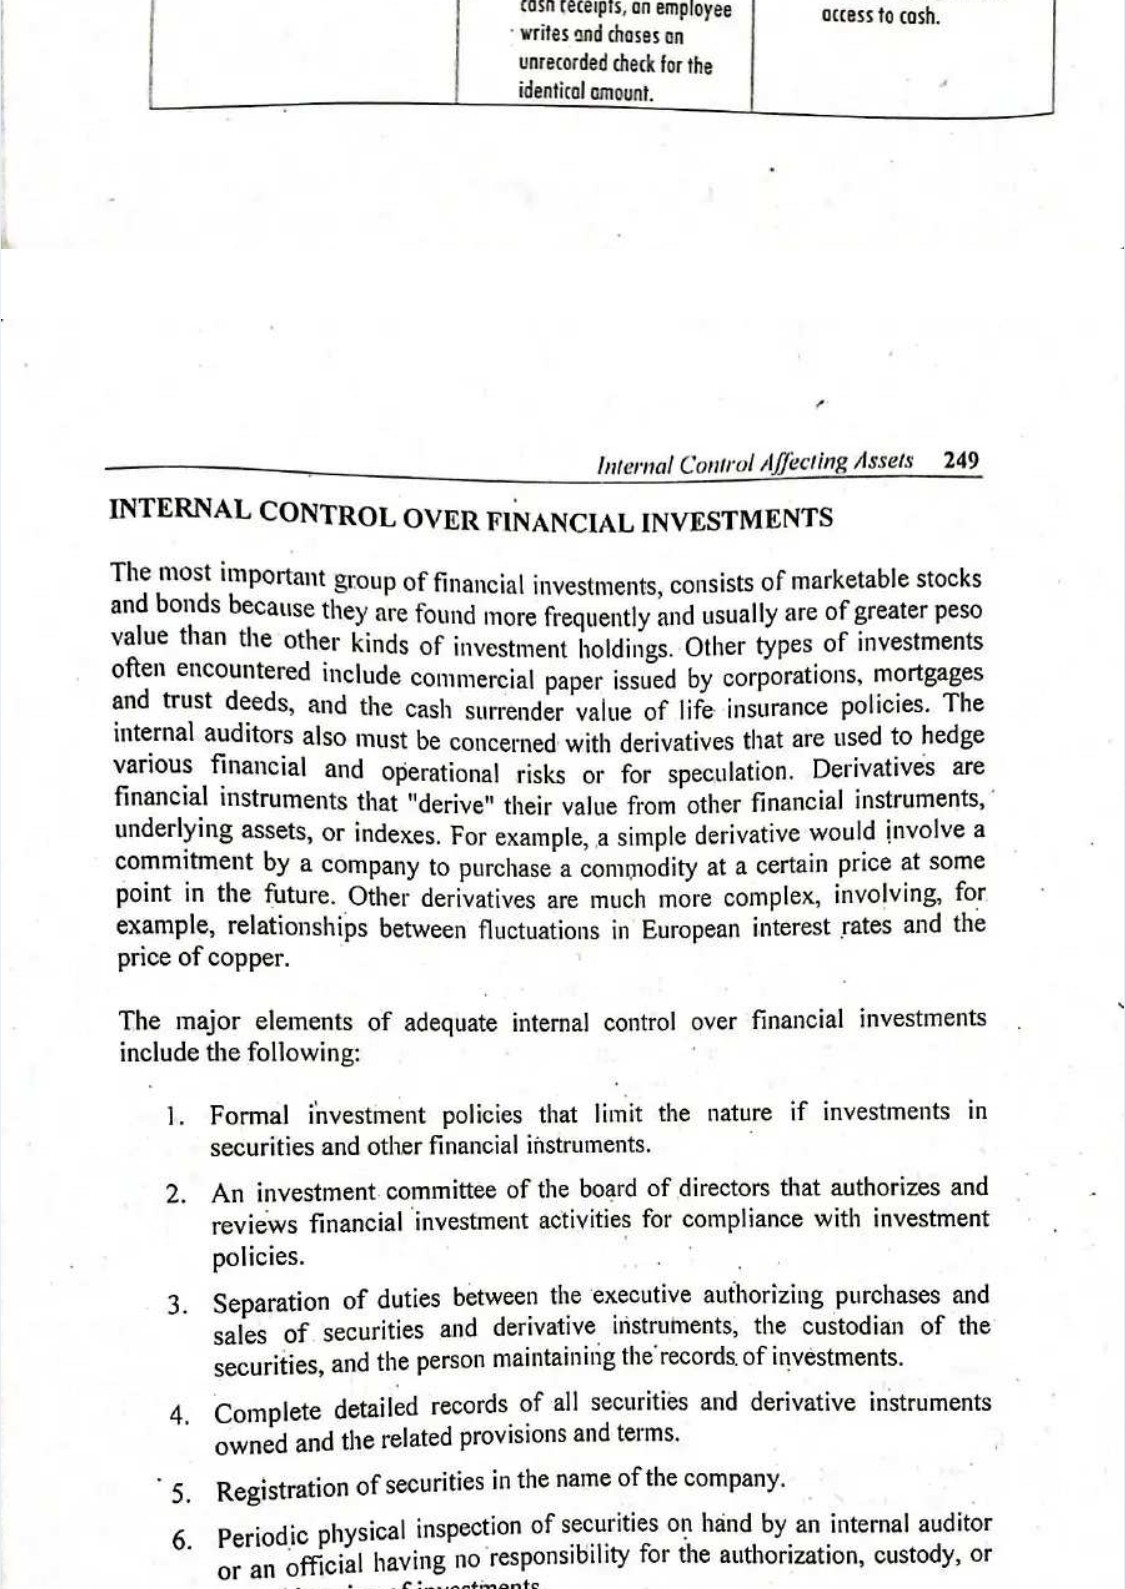 cash receipts, an employee
writes and chases an
unrecorded check for the
identical amount.
access to cash.
Internal Control Affecting Assets 249
INTERNAL CONTROL OVER FINANCIAL INVESTMENTS
The most important group of financial investments, consists of marketable stocks
and bonds because they are found more frequently and usually are of greater peso
value than the other kinds of investment holdings. Other types of investments
often encountered include commercial paper issued by corporations, mortgages
and trust deeds, and the cash surrender value of life insurance policies. The
internal auditors also must be concerned with derivatives that are used to hedge
various financial and operational risks or for speculation. Derivatives are
financial instruments that "derive" their value from other financial instruments,
underlying assets, or indexes. For example, a simple derivative would involve a
commitment by a company to purchase a commodity at a certain price at some
point in the future. Other derivatives are much more complex, involving, for
example, relationships between fluctuations in European interest rates and the
price of copper.
The major elements of adequate internal control over financial investments
include the following:
1. Formal investment policies that limit the nature if investments in
securities and other financial instruments.
2. An investment committee of the board of directors that authorizes and
reviews financial investment activities for compliance with investment
policies.
3. Separation of duties between the executive authorizing purchases and
sales of securities and derivative instruments, the custodian of the
securities, and the person maintaining the records of investments.
4. Complete detailed records of all securities and derivative instruments
owned and the related provisions and terms.
5. Registration of securities in the name of the company.
6. Periodic physical inspection of securities on hand by an internal auditor
or an official having no responsibility for the authorization, custody, or
of investments.